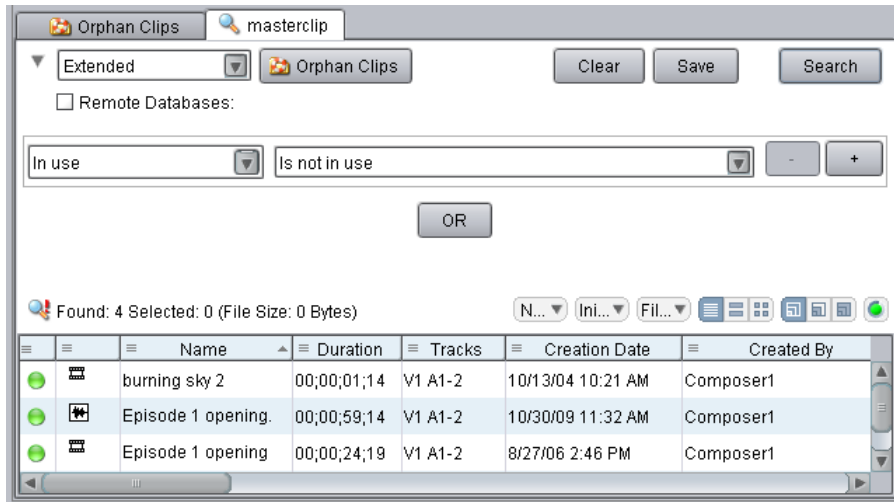 Orphan Clips masterclip
Extended Orphan Clips Clear Save Search
Remote Databases:
In use Is not in use - +
OR
Found: 4 Selected: 0 (File Size: 0 Bytes) N... Ini... Fil...
Name Duration Tracks Creation Date Created By
burning sky 2 00;00;01;14 V1 A1-2 10/13/04 10:21 AM Composer1
Episode 1 opening. 00;00;59;14 V1 A1-2 10/30/09 11:32 AM Composer1
Episode 1 opening 00;00;24;19 V1 A1-2 8/27/06 2:46 PM Composer1